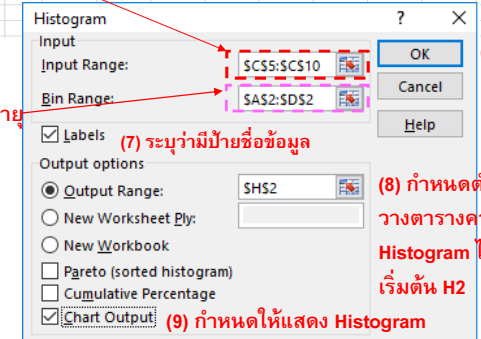 Histogram ? ×
Input
Input Range: $C$5:$C$10 OK
Bin Range: $A$2:$D$2 Cancel
Labels Help
(7) ระบุว่ามีป้ายชื่อข้อมูล
Output options
Output Range: $H$2
New Worksheet Ply:
New Workbook
Pareto (sorted histogram)
Cumulative Percentage
Chart Output
(8) กำหนดตำ
วางตารางคว
Histogram ไ
เริ่มต้น H2
(9) กำหนดให้แสดง Histogram